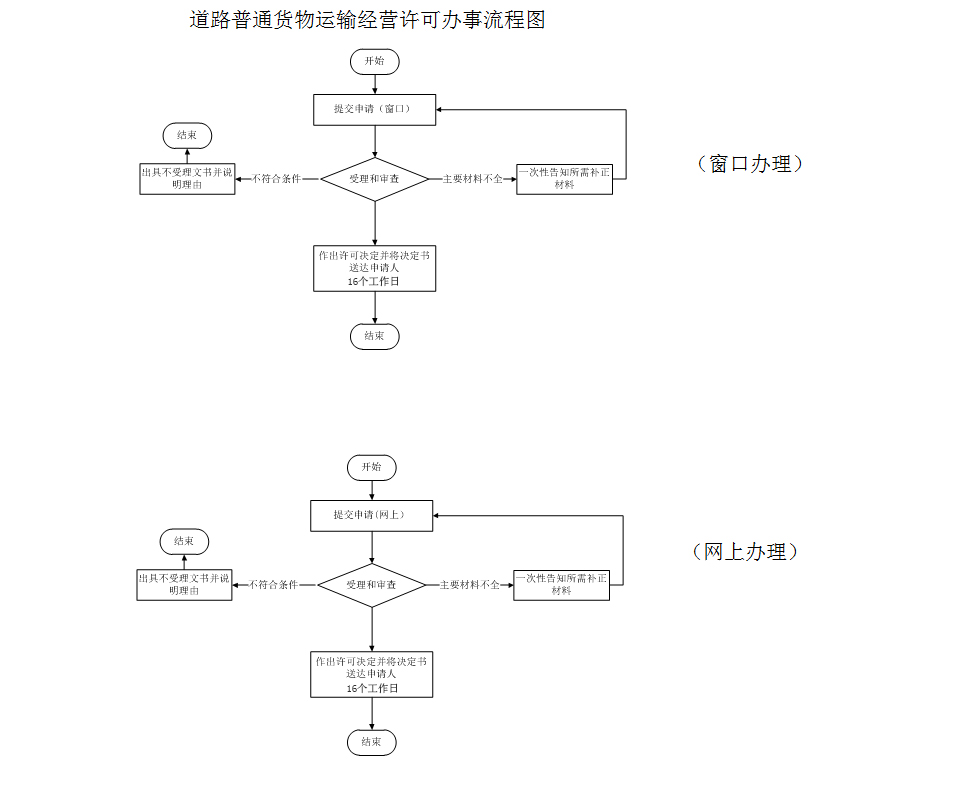 道路普通货物运输经营许可办事流程图
开始
提交申请（窗口）
结束
（窗口办理）
出具不受理文书并说
明理由
不符合条件
受理和审查
主要材料不全
一次性告知所需补正
材料
作出许可决定并将决定书
送达申请人
16个工作日
结束
开始
提交申请(网上）
结束
（网上办理）
出具不受理文书并说
明理由
不符合条件
受理和审查
主要材料不全
一次性告知所需补正
材料
作出许可决定并将决定书
送达申请人
16个工作日
结束